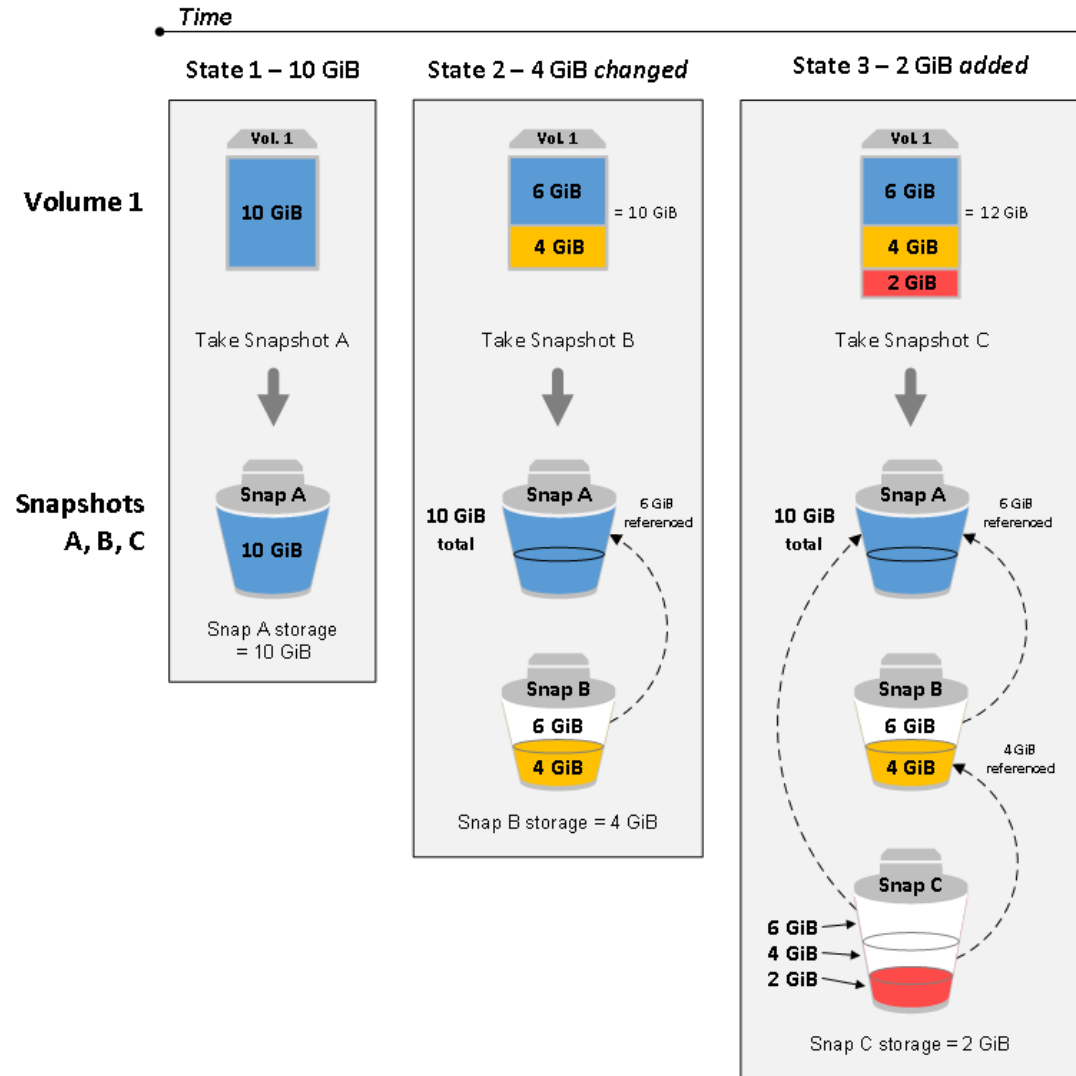 Time
State 1 – 10 GiB
State 2 – 4 GiB changed
State 3 – 2 GiB added
Volume 1
Vol. 1
10 GiB
Take Snapshot A
Vol. 1
6 GiB
4 GiB
= 10 GiB
Take Snapshot B
Vol. 1
6 GiB
4 GiB
2 GiB
= 12 GiB
Take Snapshot C
Snapshots
A, B, C
Snap A
10 GiB
Snap A storage
= 10 GiB
10 GiB
total
Snap A
6 GiB
referenced
Snap B
6 GiB
4 GiB
Snap B storage = 4 GiB
10 GiB
total
Snap A
6 GiB
referenced
Snap B
6 GiB
4 GiB
4 GiB
referenced
Snap C
6 GiB
4 GiB
2 GiB
Snap C storage = 2 GiB